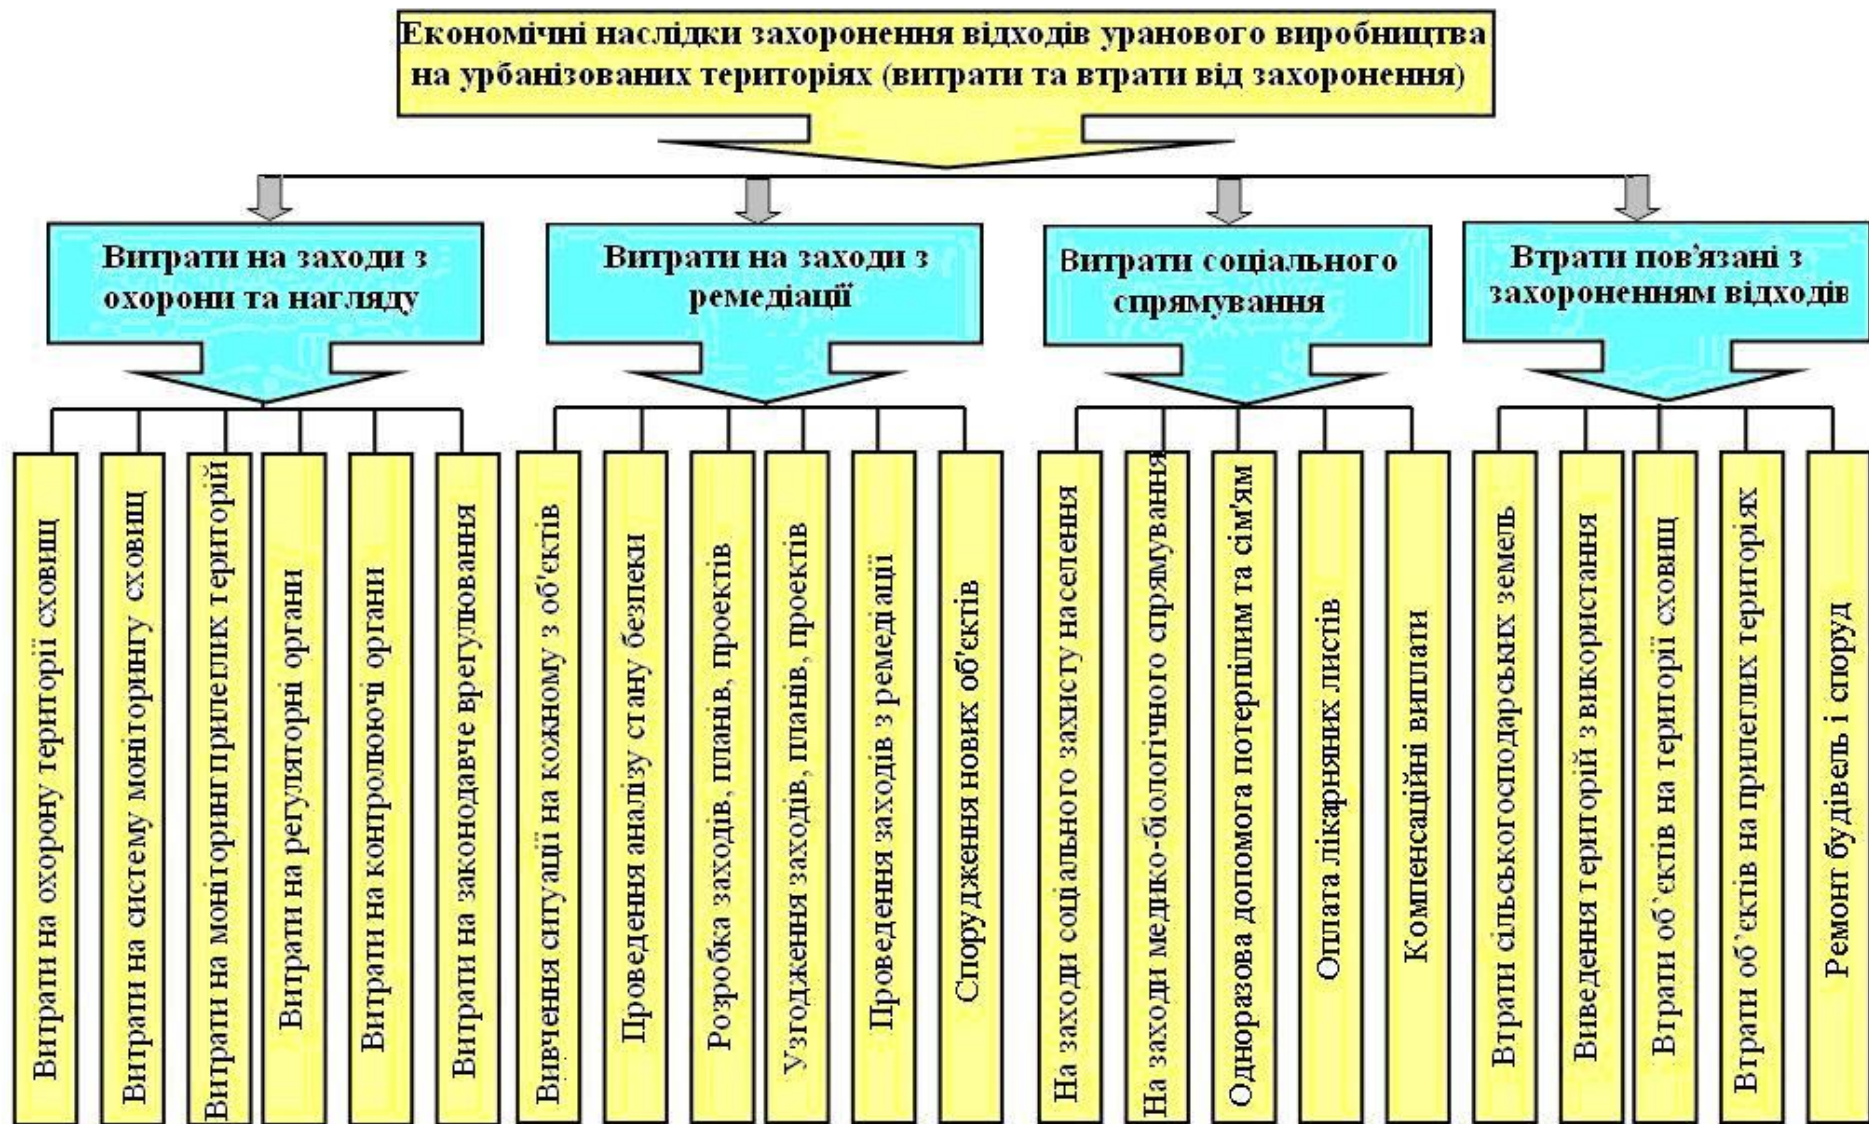 Економічні наслідки захоронення відходів уранового виробництва
на урбанізованих територіях (витрати та втрати від захоронення)
Витрати на заходи з
охорони та нагляду
Витрати на заходи з
ремедіації
Витрати соціального
спрямування
Втрати пов'язані з
захороненням відходів
Витрати на охорону території сховищ
Витрати на систему моніторингу сховищ
Витрати на моніторинг прилеглих територій
Витрати на регуляторні органи
Витрати на контролюючі органи
Витрати на законодавче врегулювання
Вивчення ситуації на кожному з об'єктів
Проведення аналізу стану безпеки
Розробка заходів, планів, проектів
Узгодження заходів, планів, проектів
Проведення заходів з ремедіації
Спорудження нових об'єктів
На заходи соціального захисту населення
На заходи медико-біологічного спрямування
Одноразова допомога потерпілим та сім'ям
Оплата лікарняних листів
Компенсаційні виплати
Втрати сільськогосподарських земель
Виведення територій з використання
Втрати об'єктів на території сховищ
Втрати об'єктів на прилеглих територіях
Ремонт будівель і споруд